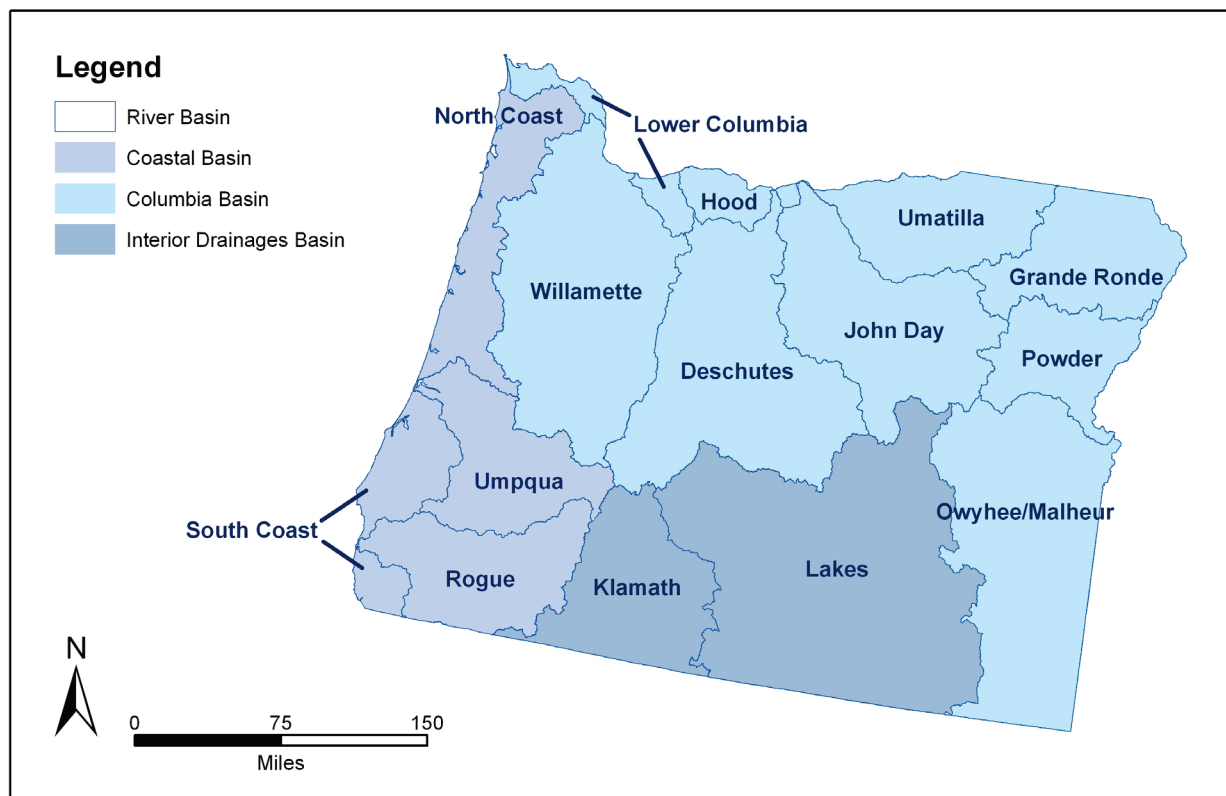 Legend
River Basin
Coastal Basin
Columbia Basin
Interior Drainages Basin
North Coast
Lower Columbia
Hood
Umatilla
Grande Ronde
Willamette
John Day
Powder
Deschutes
Umpqua
Owyhee/Malheur
South Coast
Lakes
Rogue
Klamath
N
0 75 150
Miles